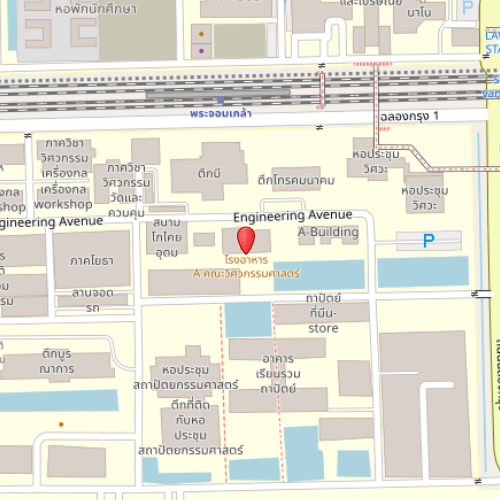 หอพักนักศึกษา
และเปรียญ
นาโน
P
พระจอมเกล้า
ฉลองกรุง 1
ภาควิชา
วิศวกรรม
เครื่องกล
เครื่องกล
workshop
ภาควิชา
วิศวกรรม
วัดและ
ควบคุม
ตึกบี
ตึกโทรคมนาคม
หอประชุม
วิศวะ
หอประชุม
วิศวะ
Engineering Avenue
Engineering Avenue
สนาม
โกไคย
อุดม
A-Building
P
ภาคโยธา
โรงอาหาร
A คณะวิศวกรรมศาสตร์
ลานจอด
รถ
ถาปัตย์
ที่มีน-
store
ตึกบูร
ณาการ
หอประชุม
สถาปัตยกรรมศาสตร์
อาคาร
เรียนรวม
ถาปัตย์
ตึกที่ติด
กับหอ
ประชุม
สถาปัตยกรรมศาสตร์